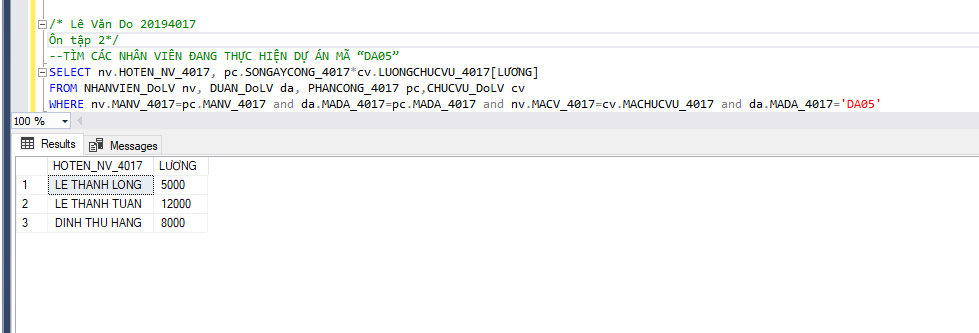 /* Lê Văn Do 20194017
Ôn tập 2*/
--TÌM CÁC NHÂN VIÊN ĐANG THỰC HIỆN DỰ ÁN MÃ “DA05”
SELECT nv.HOTEN_NV_4017, pc.SONGAYCONG_4017*cv.LUONGCHUCVU_4017[LƯƠNG]
FROM NHANVIEN_DoLV nv, DUAN_DoLV da, PHANCONG_4017 pc,CHUCVU_DoLV cv
WHERE nv.MANV_4017=pc.MANV_4017 and da.MADA_4017=pc.MADA_4017 and nv.MACV_4017=cv.MACHUCVU_4017 and da.MADA_4017='DA05'
100 %
Results Messages
HOTEN_NV_4017 LƯƠNG
1 LE THANH LONG 5000
2 LE THANH TUAN 12000
3 DINH THU HANG 8000